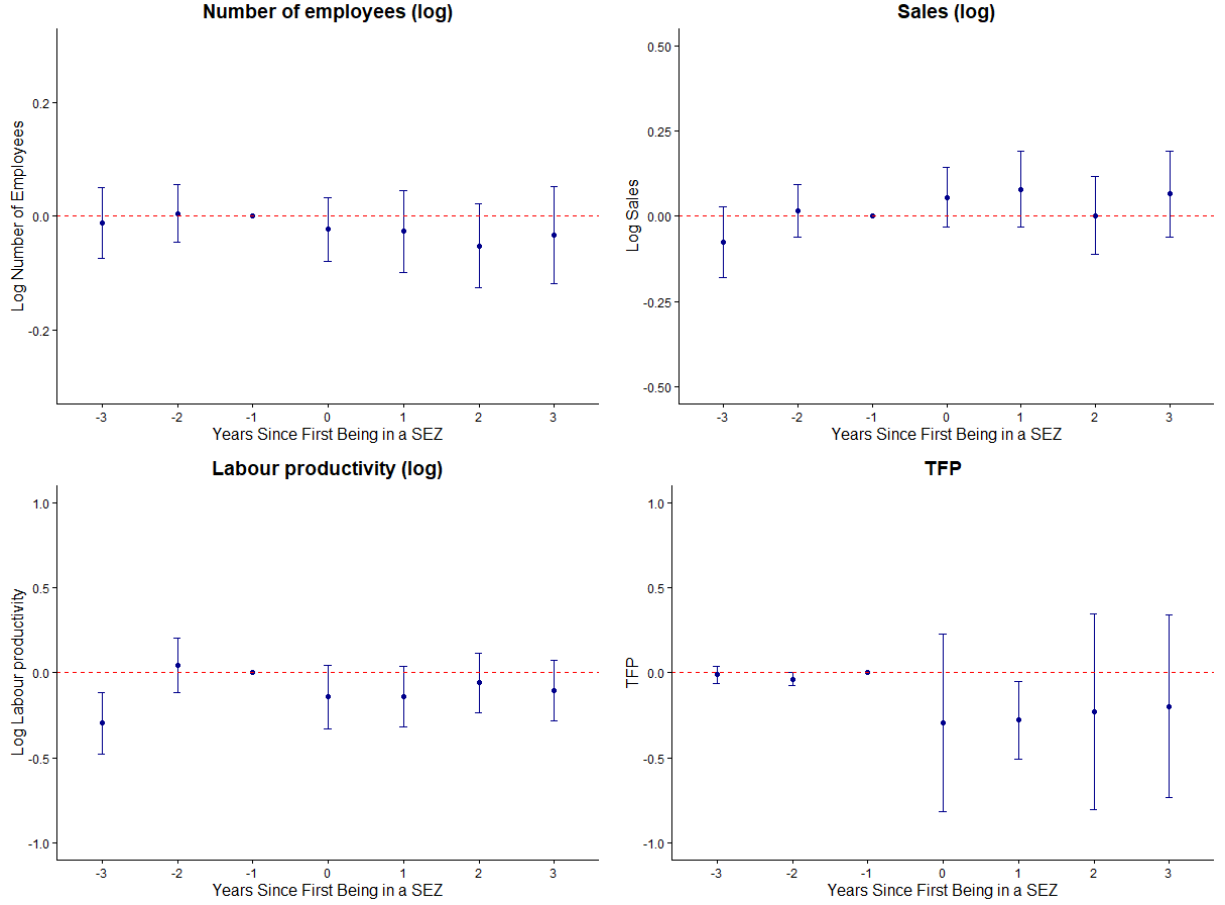 Number of employees (log)
Log Number of Employees
0.2
0.0
-0.2
-3 -2 -1 0 1 2 3
Years Since First Being in a SEZ
Sales (log)
Log Sales
0.50
0.25
0.00
-0.25
-0.50
-3 -2 -1 0 1 2 3
Years Since First Being in a SEZ
Labour productivity (log)
Log Labour productivity
1.0
0.5
0.0
-0.5
-1.0
-3 -2 -1 0 1 2 3
Years Since First Being in a SEZ
TFP
TFP
1.0
0.5
0.0
-0.5
-1.0
-3 -2 -1 0 1 2 3
Years Since First Being in a SEZ